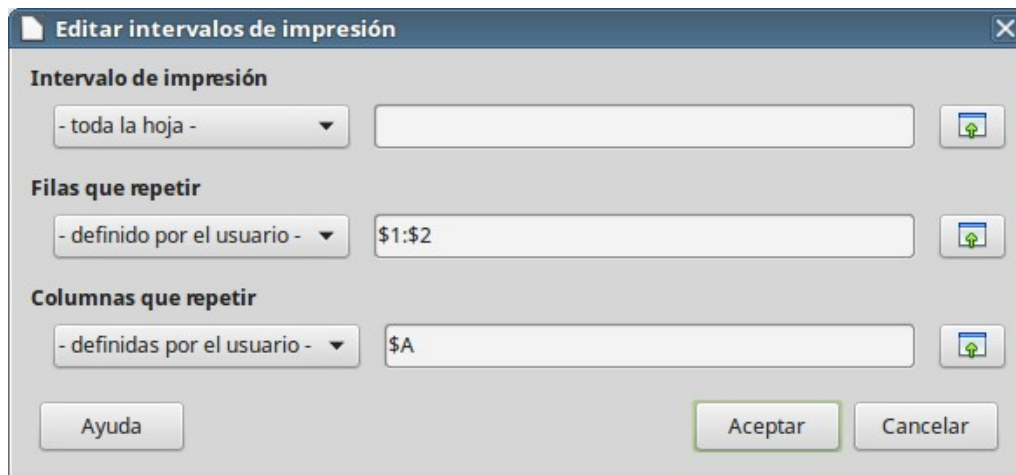 Editar intervalos de impresión
Intervalo de impresión
- toda la hoja -
Filas que repetir
- definido por el usuario - $1:$2
Columnas que repetir
- definidas por el usuario - $A
Ayuda Aceptar Cancelar